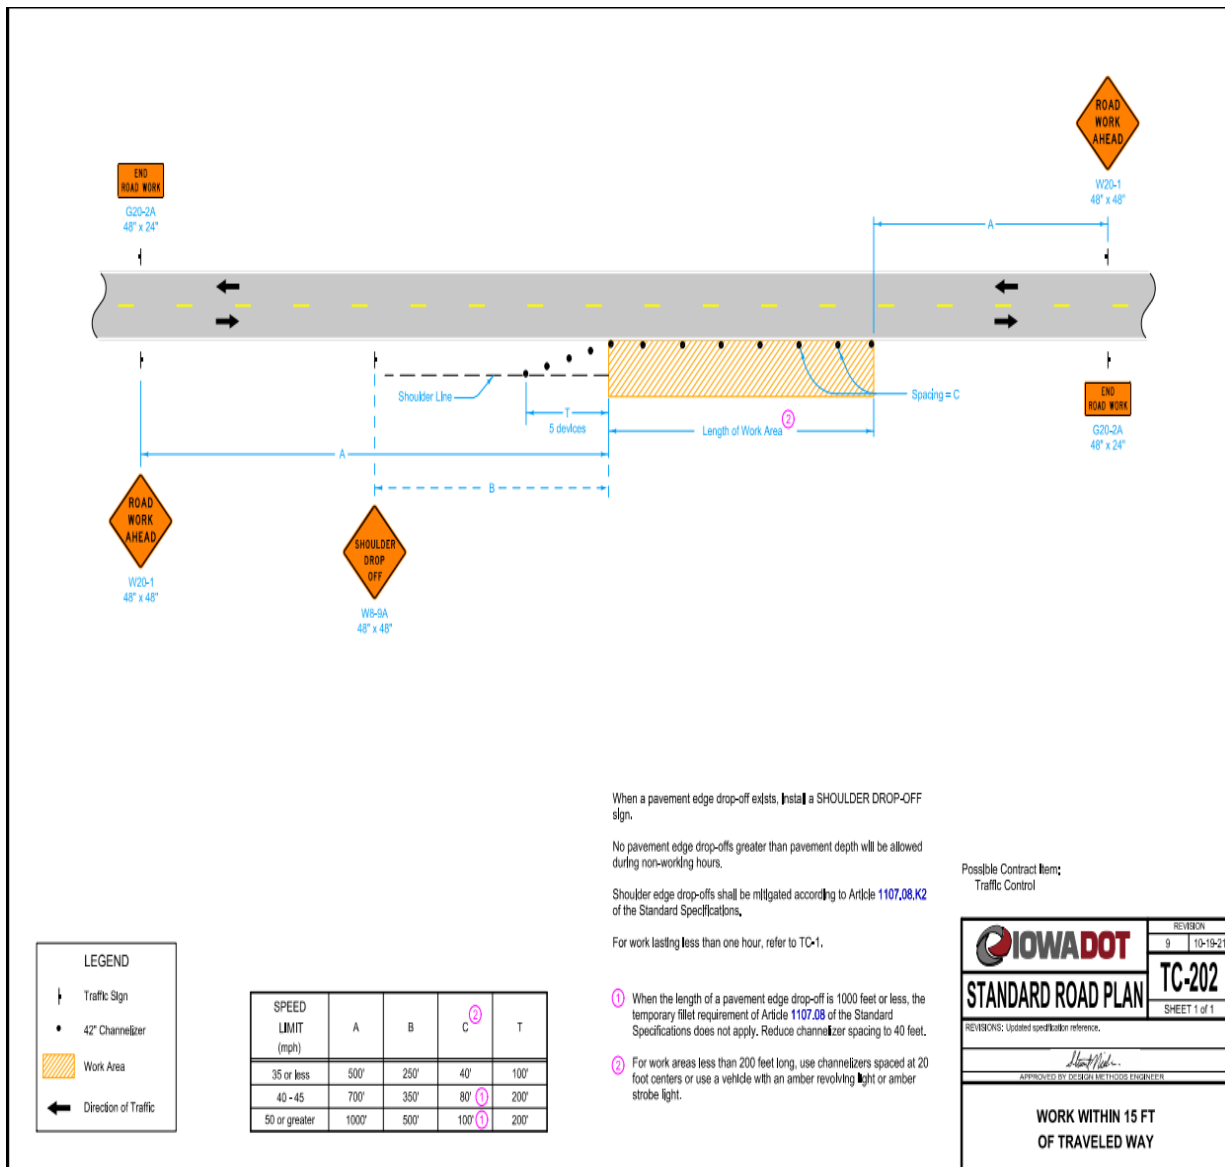 ROAD
WORK
AHEAD
W20-1
48" x 48"
END
ROAD WORK
G20-2A
48" x 24"
A
Shoulder Line
T
5 devices
Length of Work Area 2
Spacing = C
END
ROAD WORK
G20-2A
48" x 24"
A
B
ROAD
WORK
AHEAD
W20-1
48" x 48"
SHOULDER
DROP
OFF
W8-9A
48" x 48"
When a pavement edge drop-off exists, install a SHOULDER DROP-OFF
sign.
No pavement edge drop-offs greater than pavement depth will be allowed
during non-working hours.
Shoulder edge drop-offs shall be mitigated according to Article 1107.08,K2
of the Standard Specifications.
For work lasting less than one hour, refer to TC-1.
1 When the length of a pavement edge drop-off is 1000 feet or less, the
temporary fillet requirement of Article 1107.08 of the Standard
Specifications does not apply. Reduce channelizer spacing to 40 feet.
2 For work areas less than 200 feet long, use channelizers spaced at 20
foot centers or use a vehicle with an amber revolving light or amber
strobe light.
LEGEND
Traffic Sign
42" Channelizer
Work Area
Direction of Traffic
SPEED
LIMIT
(mph) A B C 2 T
35 or less 500' 250' 40' 100'
40 - 45 700' 350' 80' 1 200'
50 or greater 1000' 500' 100' 1 200'
Possible Contract Item:
Traffic Control
IOWADOT
REVISION
9 10-19-21
STANDARD ROAD PLAN
TC-202
SHEET 1 of 1
REVISIONS: Updated specification reference.
APPROVED BY DESIGN METHODS ENGINEER
WORK WITHIN 15 FT
OF TRAVELED WAY